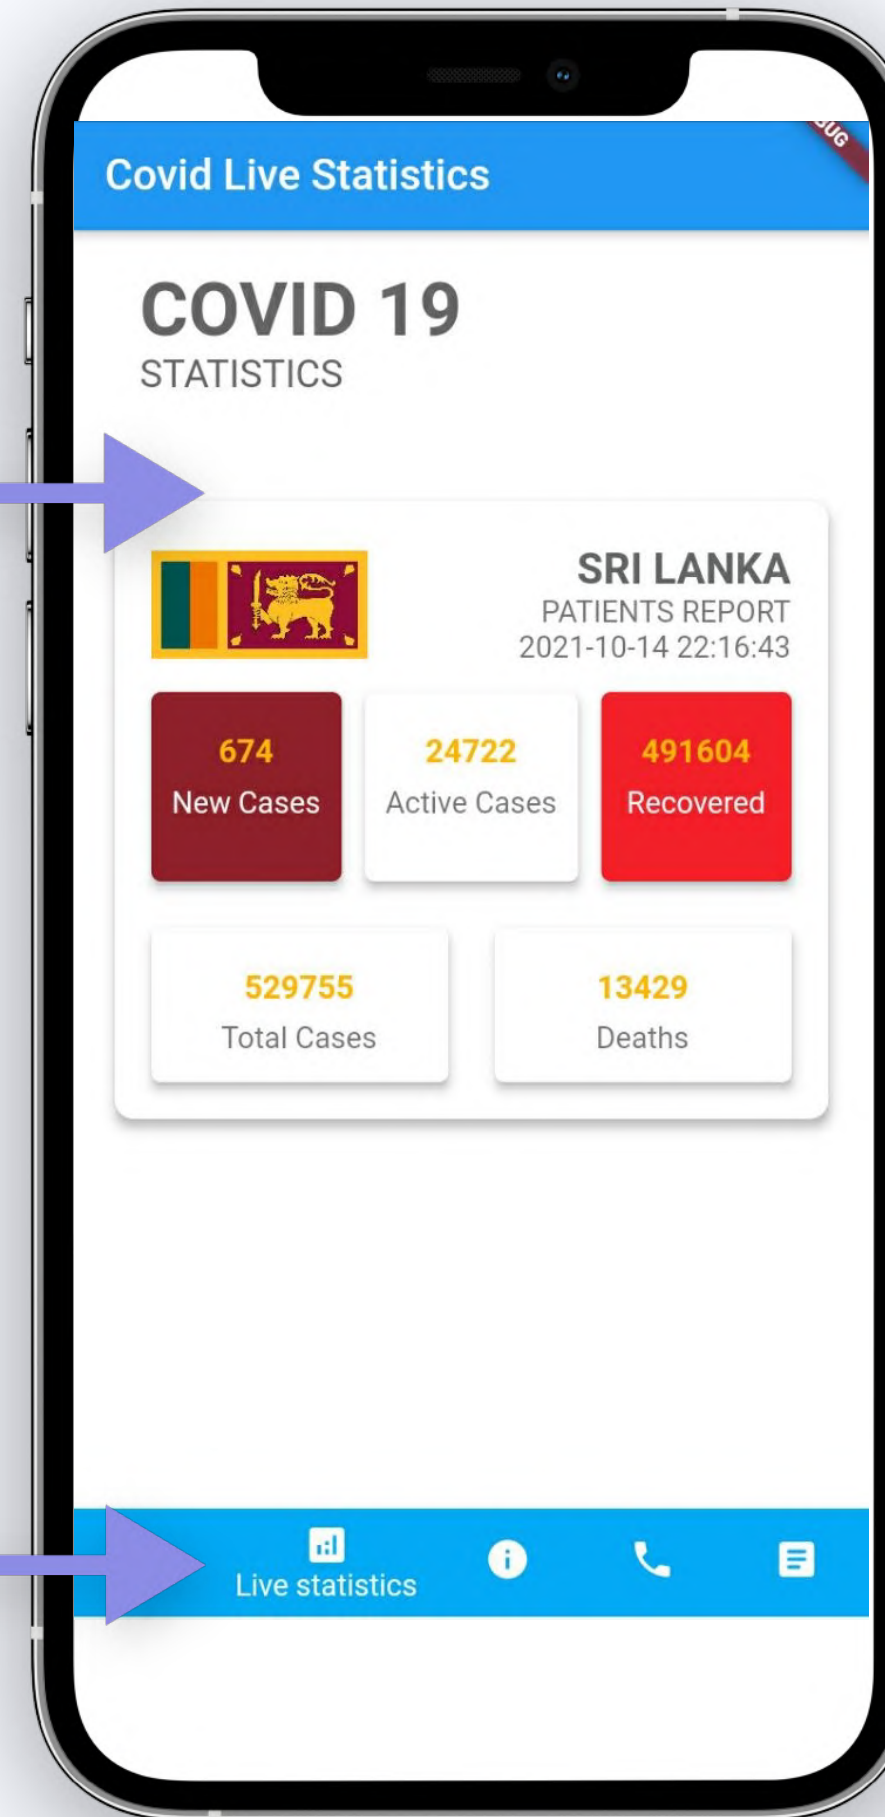 Covid Live Statistics
COVID 19
STATISTICS
SRI LANKA
PATIENTS REPORT
2021-10-14 22:16:43
674
New Cases
24722
Active Cases
491604
Recovered
529755
Total Cases
13429
Deaths
Live statistics